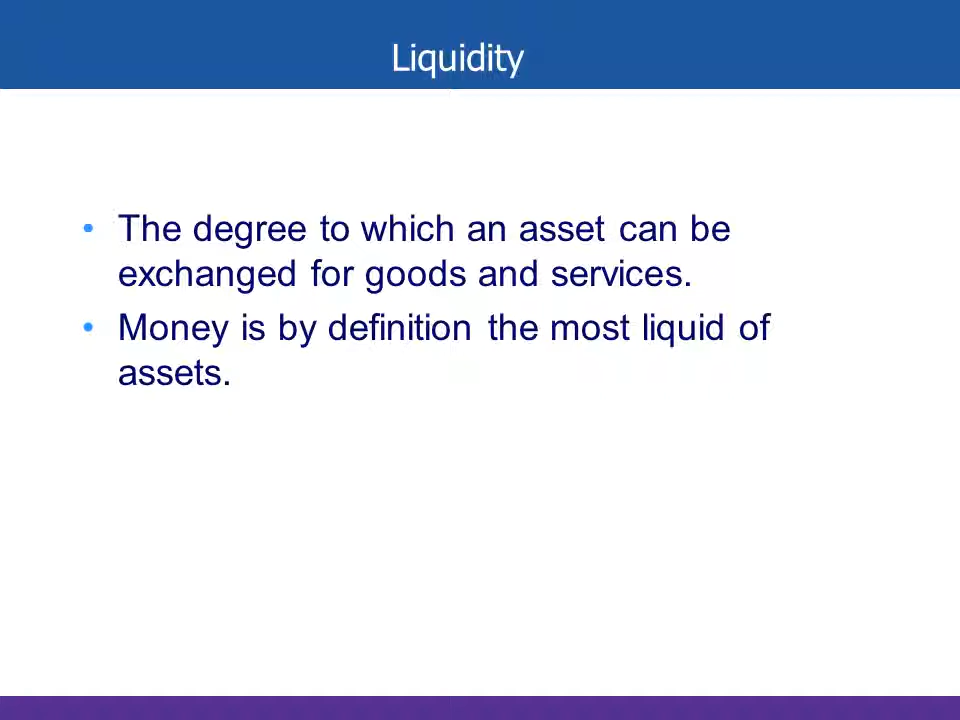 Liquidity
• The degree to which an asset can be
exchanged for goods and services.
• Money is by definition the most liquid of
assets.